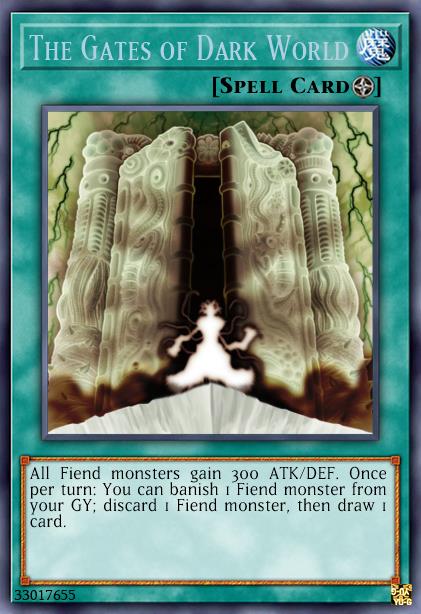 The Gates of Dark World
魔
[Spell Card]
All Fiend monsters gain 300 ATK/DEF. Once
per turn: You can banish 1 Fiend monster from
your GY; discard 1 Fiend monster, then draw 1
card.
33017655